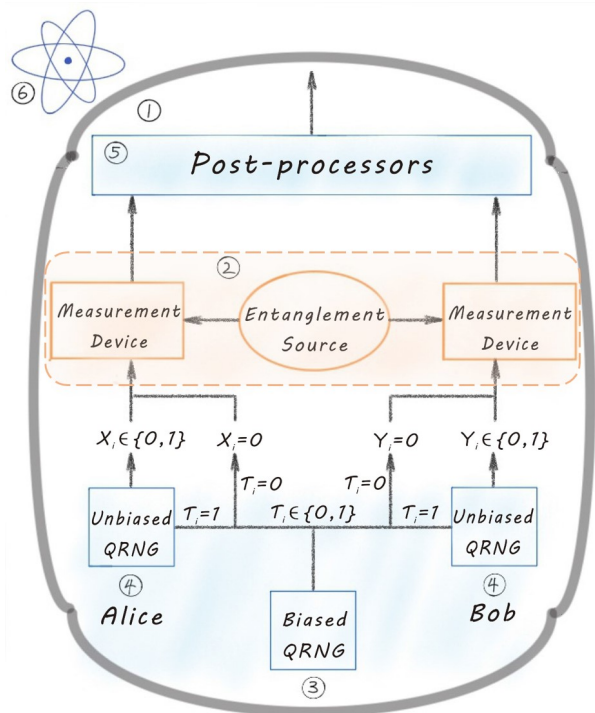 ⑥
①
⑤ Post-processors
②
Measurement
Device
Entanglement
Source
Measurement
Device
Xᵢ∈{0,1}
Xᵢ=0
Yᵢ=0
Yᵢ∈{0,1}
Tᵢ=0
Tᵢ=0
Unbiased
QRNG
Tᵢ=1
Tᵢ∈{0,1}
Tᵢ=1
Unbiased
QRNG
④
④
Alice
Bob
Biased
QRNG
③